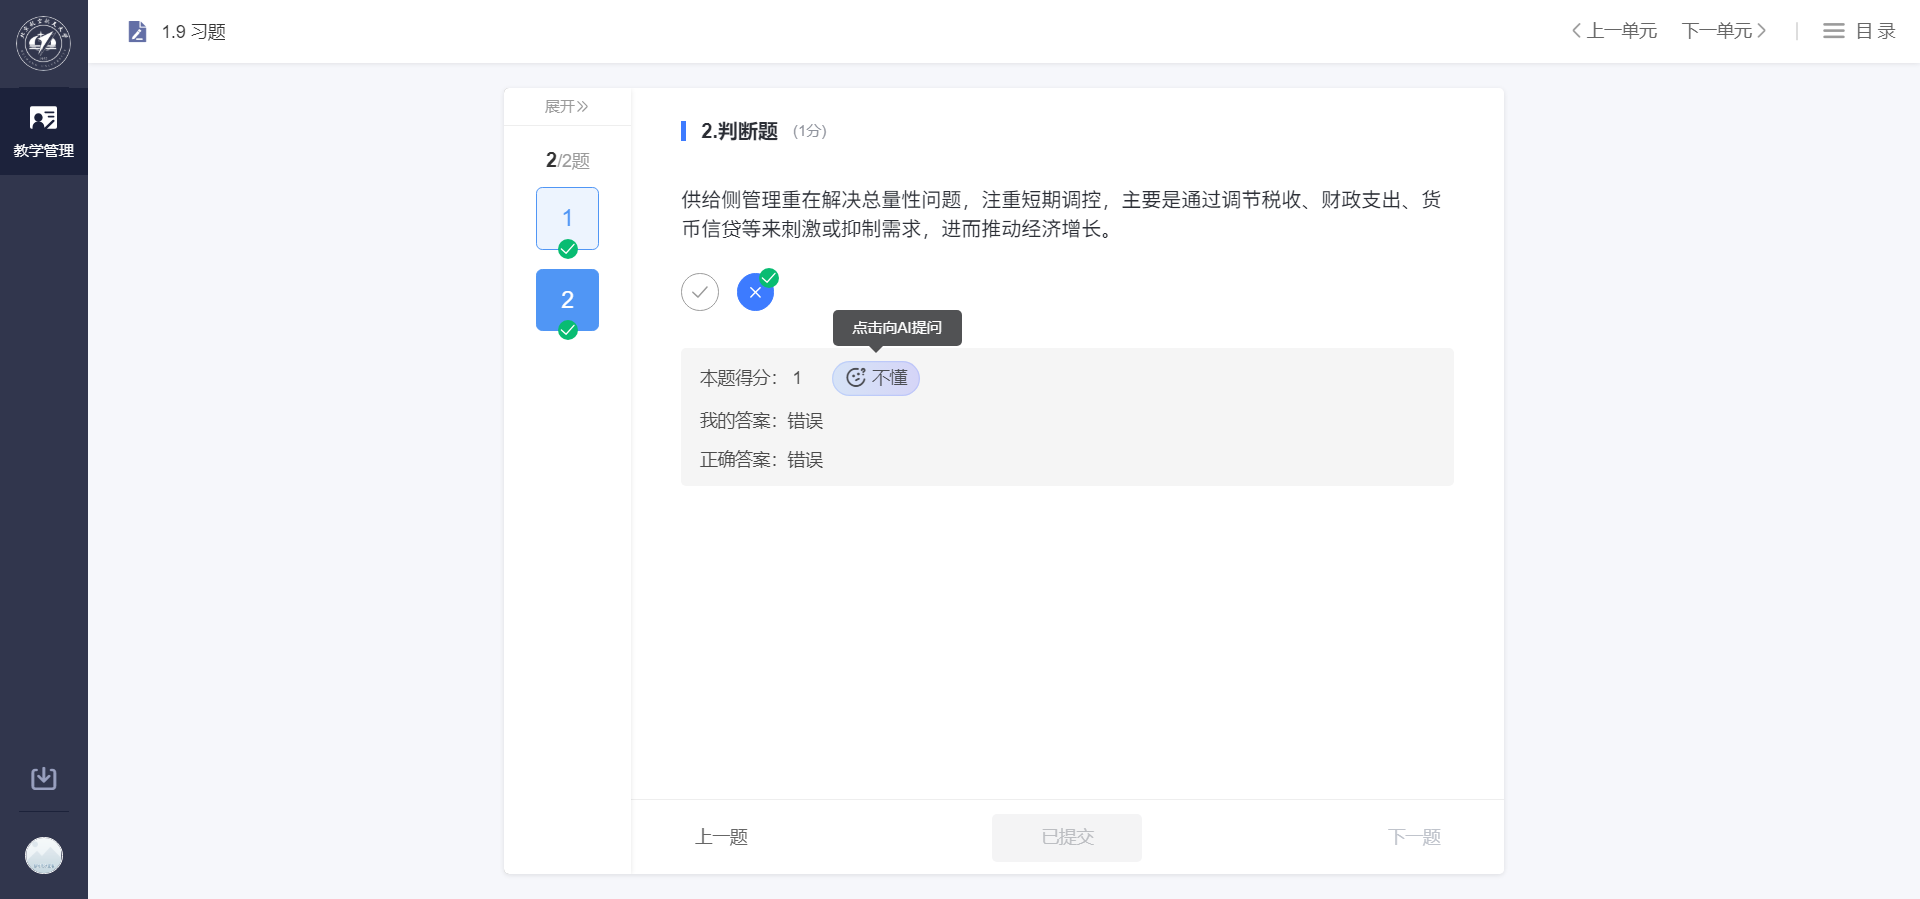 1.9 习题
上一单元
下一单元
目录
教学管理
展开
2/2题
1
2
2.判断题 (1分)
供给侧管理重在解决总量性问题，注重短期调控，主要是通过调节税收、财政支出、货
币信贷等来刺激或抑制需求，进而推动经济增长。
点击向AI提问
本题得分： 1
不懂
我的答案：错误
正确答案：错误
上一题
已提交
下一题